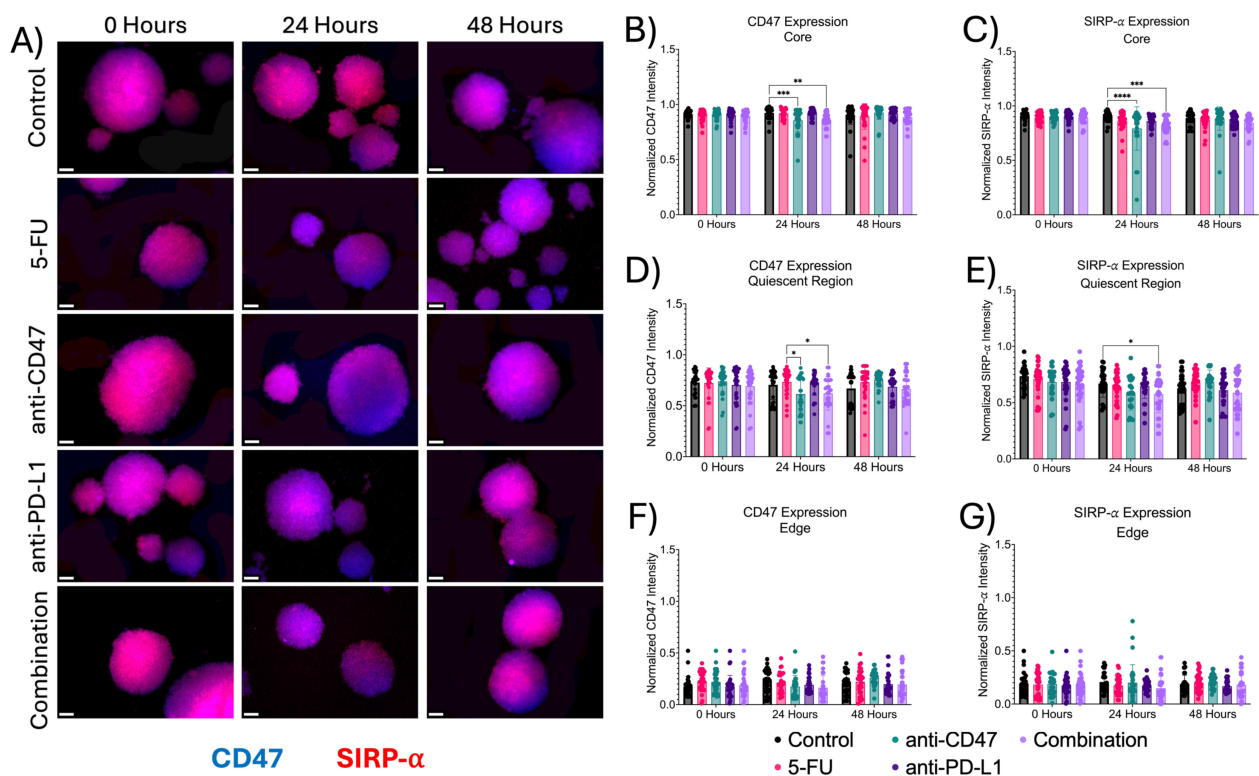 A)
0 Hours
24 Hours
48 Hours
Control
5-FU
anti-CD47
anti-PD-L1
Combination
CD47
SIRP-α
B)
CD47 Expression
Core
Normalized CD47 Intensity
1.5
1.0
0.5
0.0
**
***
0 Hours
24 Hours
48 Hours
C)
SIRP-α Expression
Core
Normalized SIRP-α Intensity
1.5
1.0
0.5
0.0
***
****
0 Hours
24 Hours
48 Hours
D)
CD47 Expression
Quiescent Region
Normalized CD47 Intensity
1.5
1.0
0.5
0.0
*
*
0 Hours
24 Hours
48 Hours
E)
SIRP-α Expression
Quiescent Region
Normalized SIRP-α Intensity
1.5
1.0
0.5
0.0
*
0 Hours
24 Hours
48 Hours
F)
CD47 Expression
Edge
Normalized CD47 Intensity
1.5
1.0
0.5
0.0
0 Hours
24 Hours
48 Hours
G)
SIRP-α Expression
Edge
Normalized SIRP-α Intensity
1.5
1.0
0.5
0.0
0 Hours
24 Hours
48 Hours
Control
anti-CD47
Combination
5-FU
anti-PD-L1